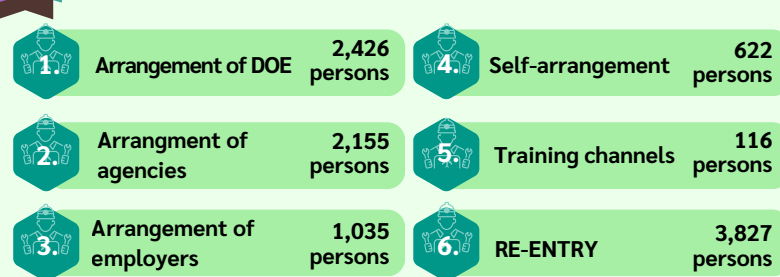 1.
Arrangement of DOE
2,426
persons
4.
Self-arrangement
622
persons
2.
Arrangment of
agencies
2,155
persons
5.
Training channels
116
persons
3.
Arrangement of
employers
1,035
persons
6.
RE-ENTRY
3,827
persons